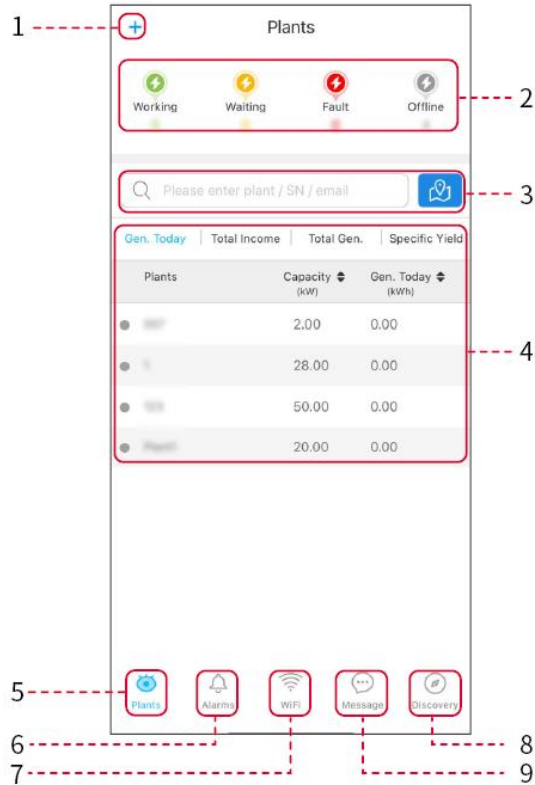 1
+ Plants
Working Waiting Fault Offline
2
Please enter plant / SN / email
3
Gen. Today Total Income Total Gen. Specific Yield
Plants Capacity Gen. Today
(kW) (kWh)
2.00 0.00
28.00 0.00
4
50.00 0.00
20.00 0.00
5
Plants Alarms WiFi Message Discovery
6 8
7 9